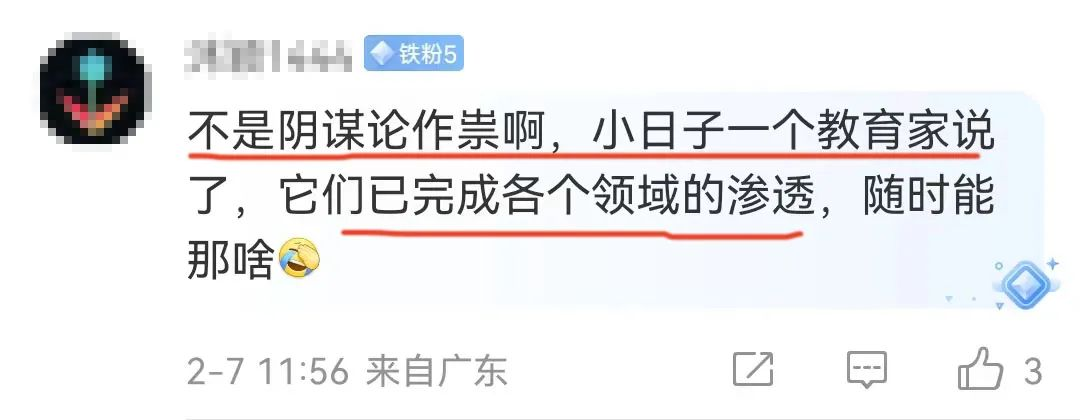 铁粉5
不是阴谋论作祟啊，小日子一个教育家说
了，它们已完成各个领域的渗透，随时能
那啥
2-7 11:56 来自广东
3